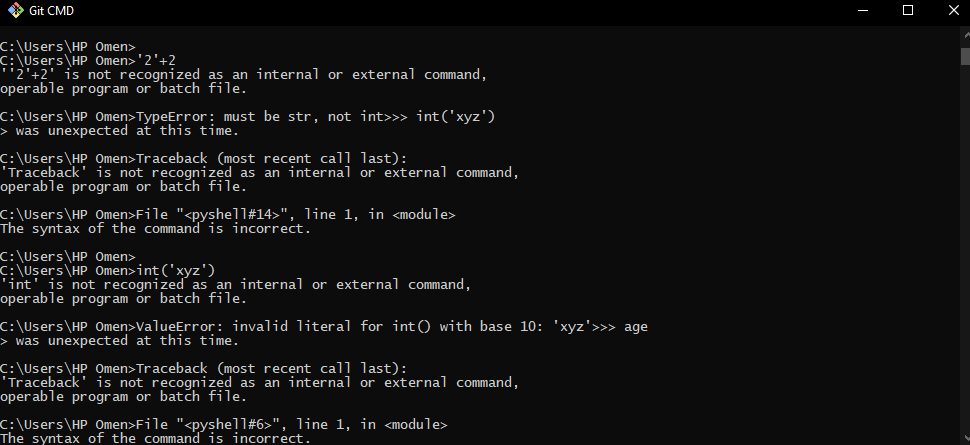 Git CMD
C:\Users\HP Omen>
C:\Users\HP Omen>'2'+2
''2'+2' is not recognized as an internal or external command,
operable program or batch file.
C:\Users\HP Omen>TypeError: must be str, not int>>> int('xyz')
> was unexpected at this time.
C:\Users\HP Omen>Traceback (most recent call last):
'Traceback' is not recognized as an internal or external command,
operable program or batch file.
C:\Users\HP Omen>File "<pyshell#14>", line 1, in <module>
The syntax of the command is incorrect.
C:\Users\HP Omen>
C:\Users\HP Omen>int('xyz')
'int' is not recognized as an internal or external command,
operable program or batch file.
C:\Users\HP Omen>ValueError: invalid literal for int() with base 10: 'xyz'>>> age
> was unexpected at this time.
C:\Users\HP Omen>Traceback (most recent call last):
'Traceback' is not recognized as an internal or external command,
operable program or batch file.
C:\Users\HP Omen>File "<pyshell#6>", line 1, in <module>
The syntax of the command is incorrect.